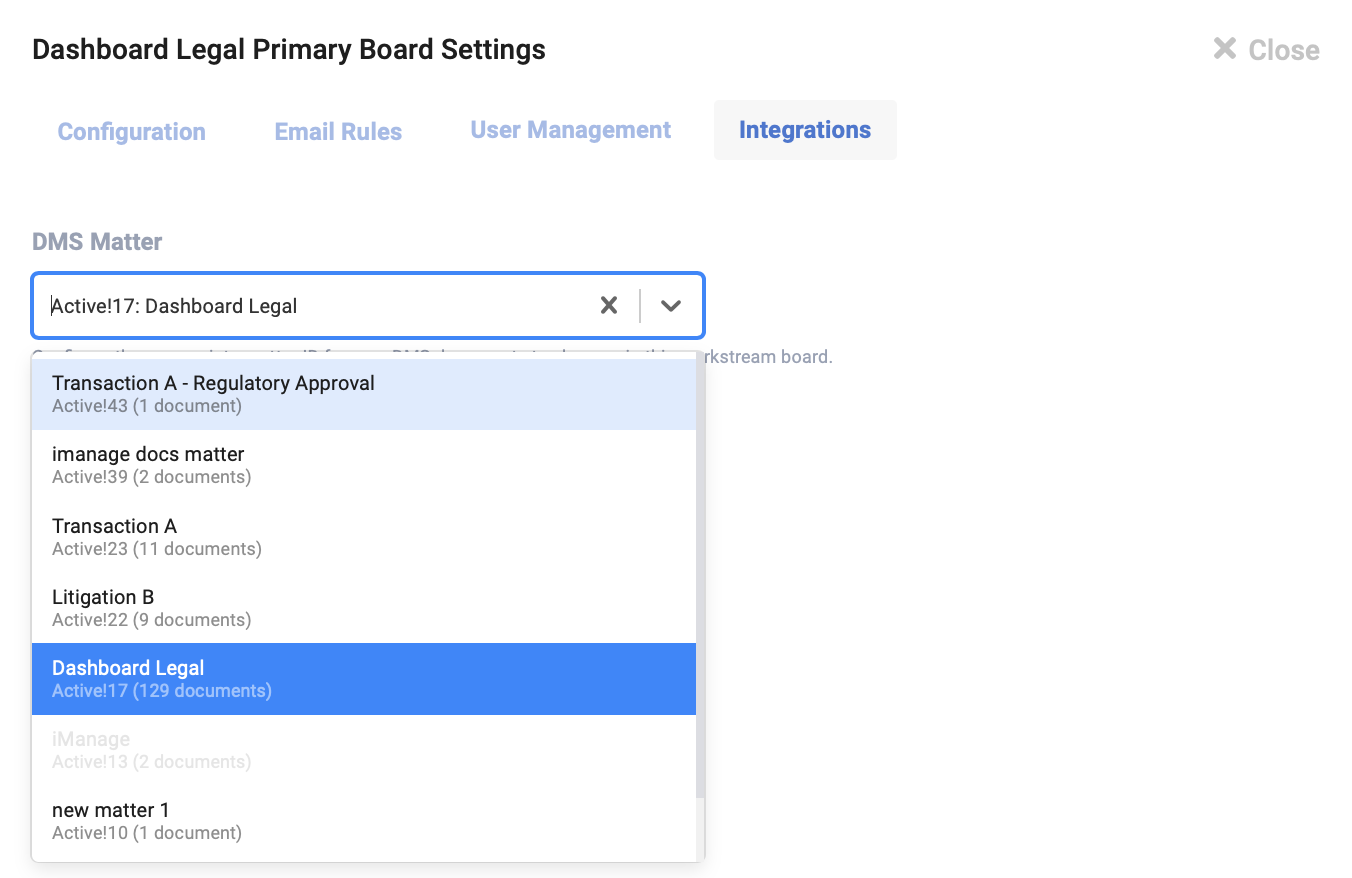 Dashboard Legal Primary Board Settings
Close
Configuration
Email Rules
User Management
Integrations
DMS Matter
Active!17: Dashboard Legal
rkstream board.
Transaction A - Regulatory Approval
Active!43 (1 document)
imanage docs matter
Active!39 (2 documents)
Transaction A
Active!23 (11 documents)
Litigation B
Active!22 (9 documents)
Dashboard Legal
Active!17 (129 documents)
iManage
Active!13 (2 documents)
new matter 1
Active!10 (1 document)